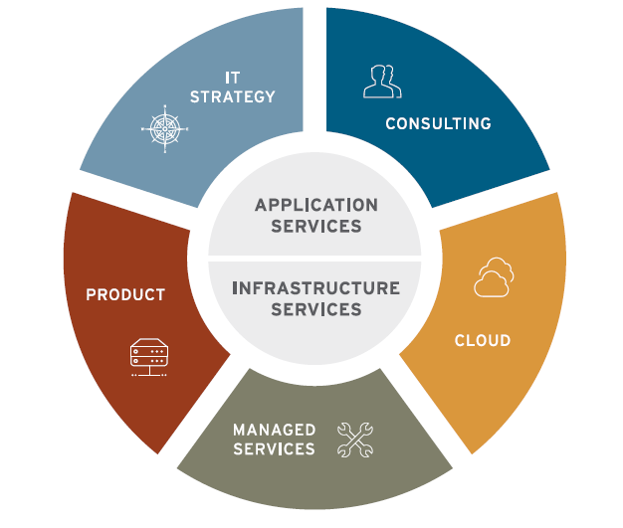 IT
STRATEGY
CONSULTING
APPLICATION
SERVICES
INFRASTRUCTURE
SERVICES
PRODUCT
CLOUD
MANAGED
SERVICES